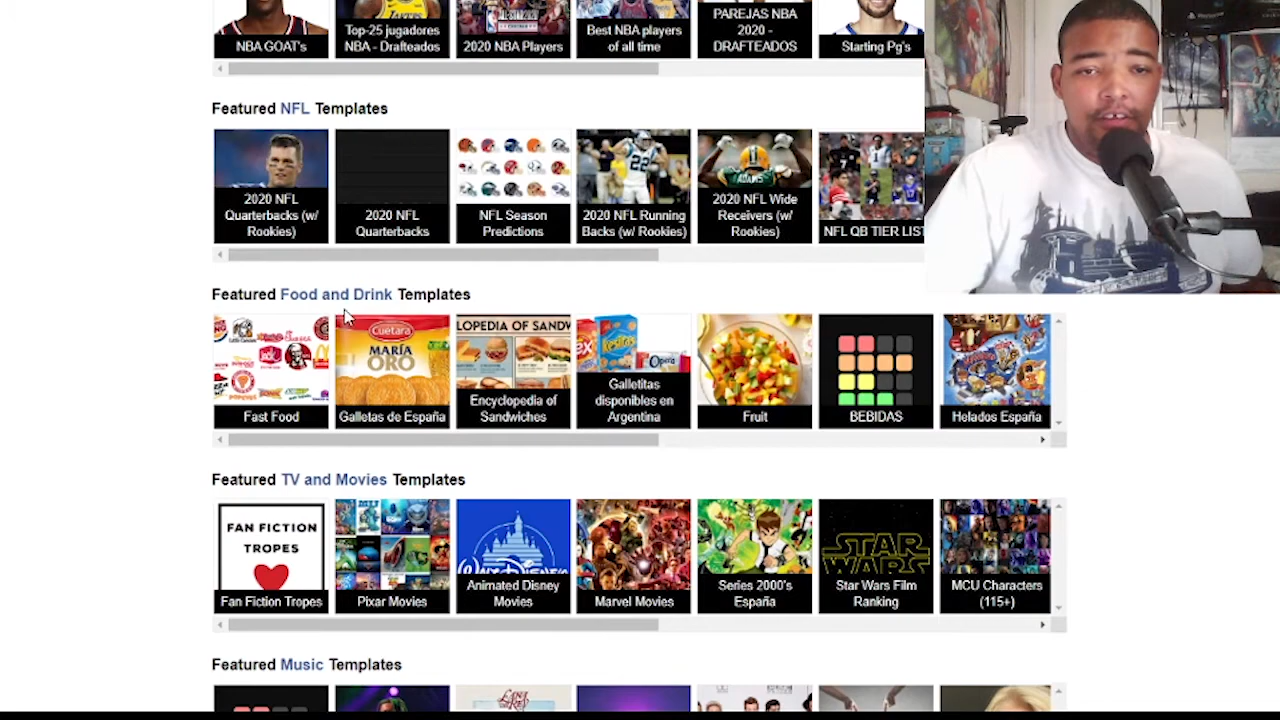 NBA GOAT's
Top-25 jugadores
NBA - Drafteados
2020 NBA Players
Best NBA players
of all time
PAREJAS NBA
2020 -
DRAFTEADOS
Starting Pg's
Featured NFL Templates
2020 NFL
Quarterbacks (w/
Rookies)
2020 NFL
Quarterbacks
NFL Season
Predictions
2020 NFL Running
Backs (w/ Rookies)
2020 NFL Wide
Receivers (w/
Rookies)
NFL QB TIER LIST
Featured Food and Drink Templates
Fast Food
Cuetara
MARÍA
ORO
Galletas de España
LOPEDIA OF SANDW
Encyclopedia of
Sandwiches
Opera
Galletitas
disponibles en
Argentina
Fruit
BEBIDAS
Helados España
Featured TV and Movies Templates
FAN FICTION
TROPES
Fan Fiction Tropes
Pixar Movies
Animated Disney
Movies
Marvel Movies
Series 2000's
España
STAR
WARS
Star Wars Film
Ranking
MCU Characters
(115+)
Featured Music Templates